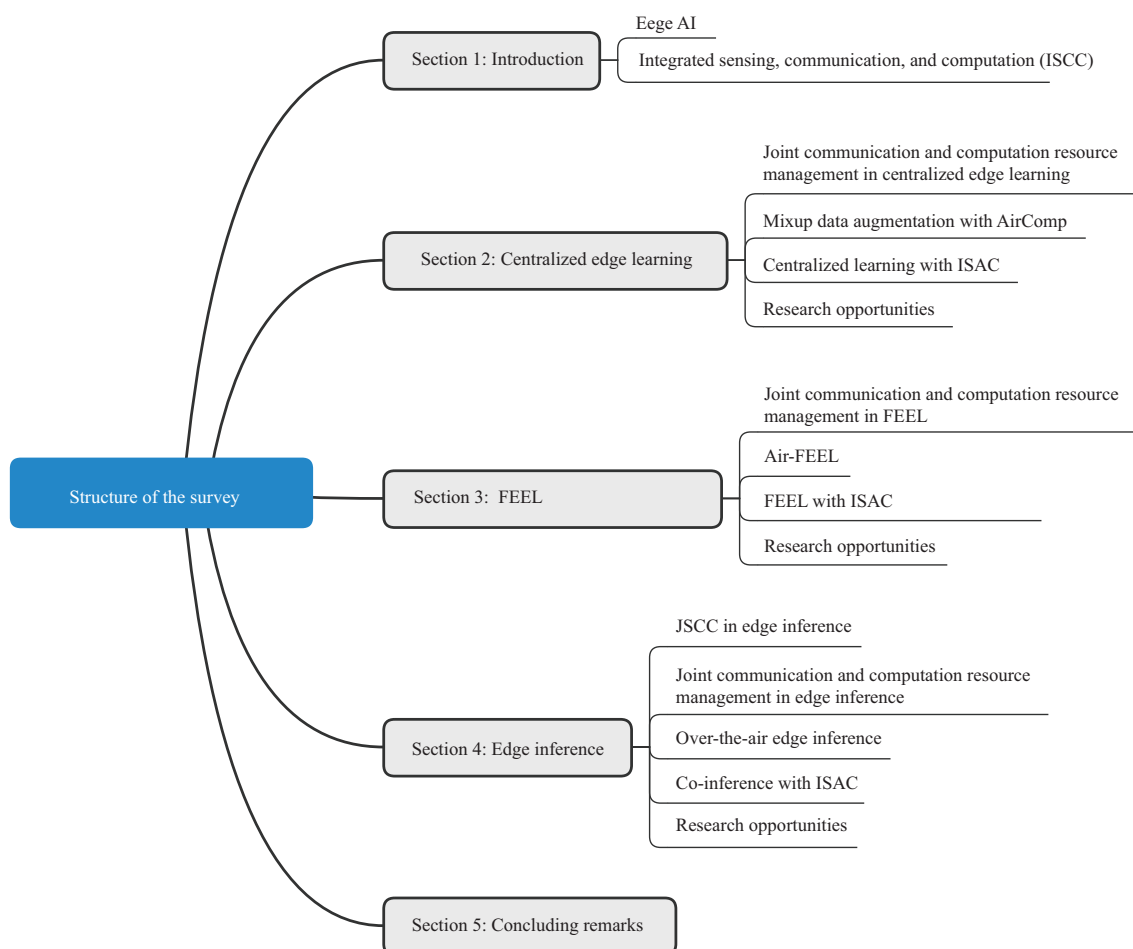 Structure of the survey
Section 1: Introduction
Eege AI
Integrated sensing, communication, and computation (ISCC)
Section 2: Centralized edge learning
Joint communication and computation resource
management in centralized edge learning
Mixup data augmentation with AirComp
Centralized learning with ISAC
Research opportunities
Section 3: FEEL
Joint communication and computation resource
management in FEEL
Air-FEEL
FEEL with ISAC
Research opportunities
Section 4: Edge inference
JSCC in edge inference
Joint communication and computation resource
management in edge inference
Over-the-air edge inference
Co-inference with ISAC
Research opportunities
Section 5: Concluding remarks